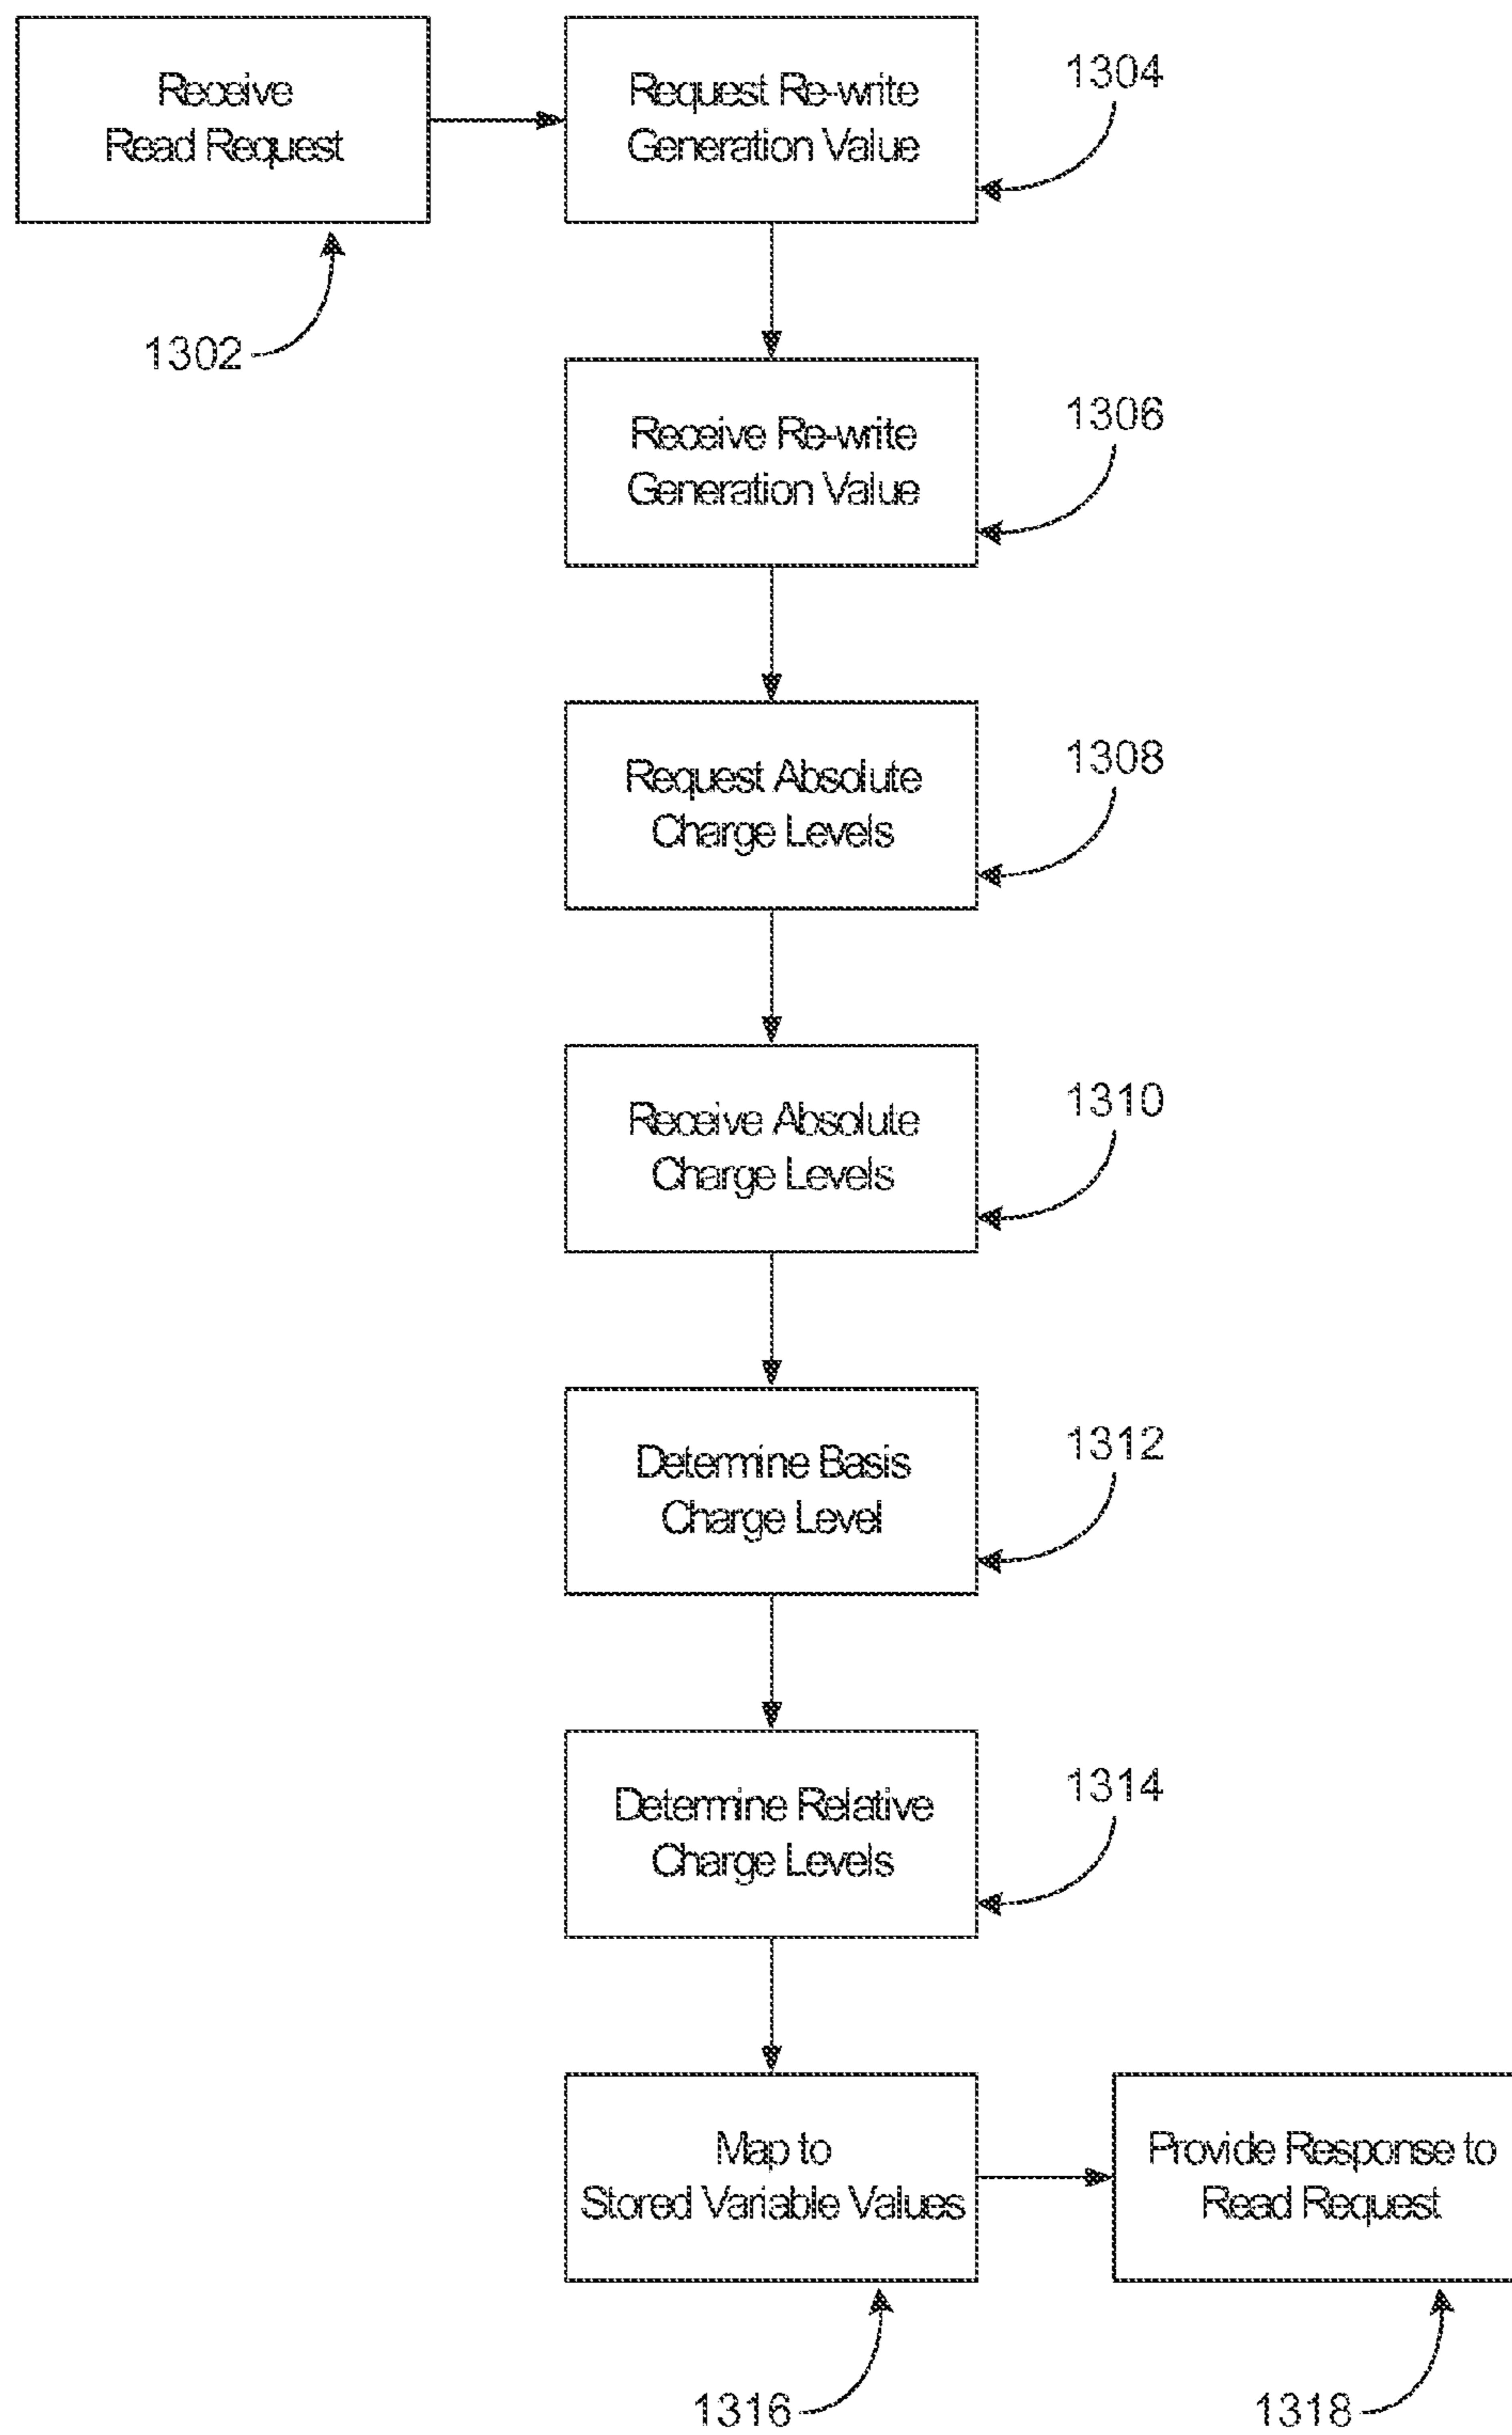 Receive
Read Request
1302
Request Re-write
Generation Value
1304
Receive Re-write
Generation Value
1306
Request Absolute
Charge Levels
1308
Receive Absolute
Charge Levels
1310
Determine Basis
Charge Level
1312
Determine Relative
Charge Levels
1314
Map to
Stored Variable Values
1316
Provide Response to
Read Request
1318